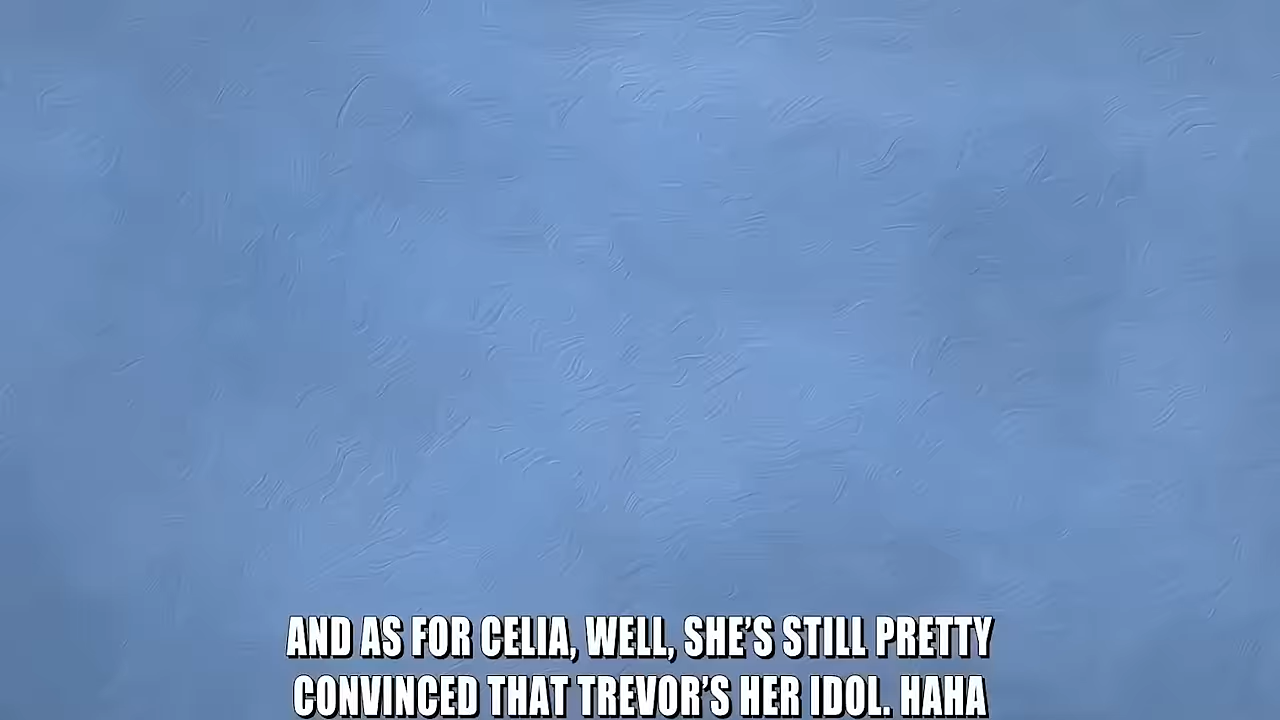 AND AS FOR CELIA, WELL, SHE’S STILL PRETTY
CONVINCED THAT TREVOR’S HER IDOL. HAHA